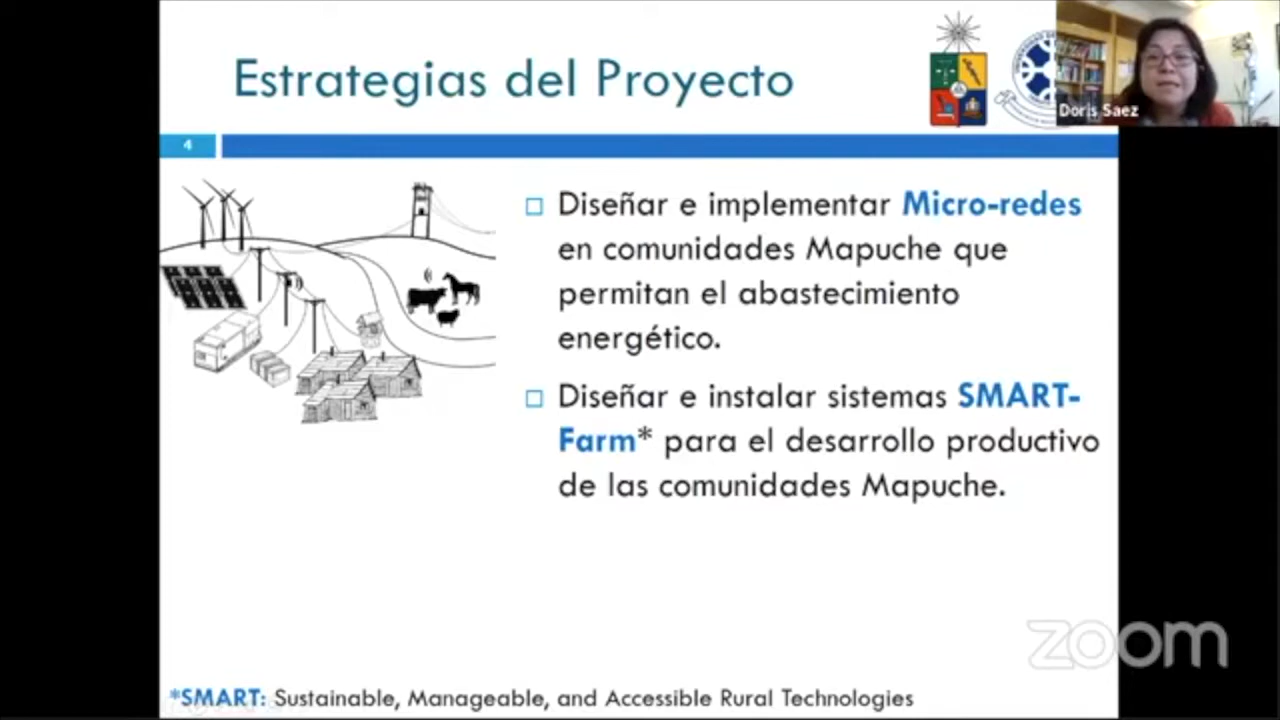 Estrategias del Proyecto
Doris Saez
4
Diseñar e implementar Micro-redes
en comunidades Mapuche que
permitan el abastecimiento
energético.
Diseñar e instalar sistemas SMART-
Farm* para el desarrollo productivo
de las comunidades Mapuche.
zoom
*SMART: Sustainable, Manageable, and Accessible Rural Technologies